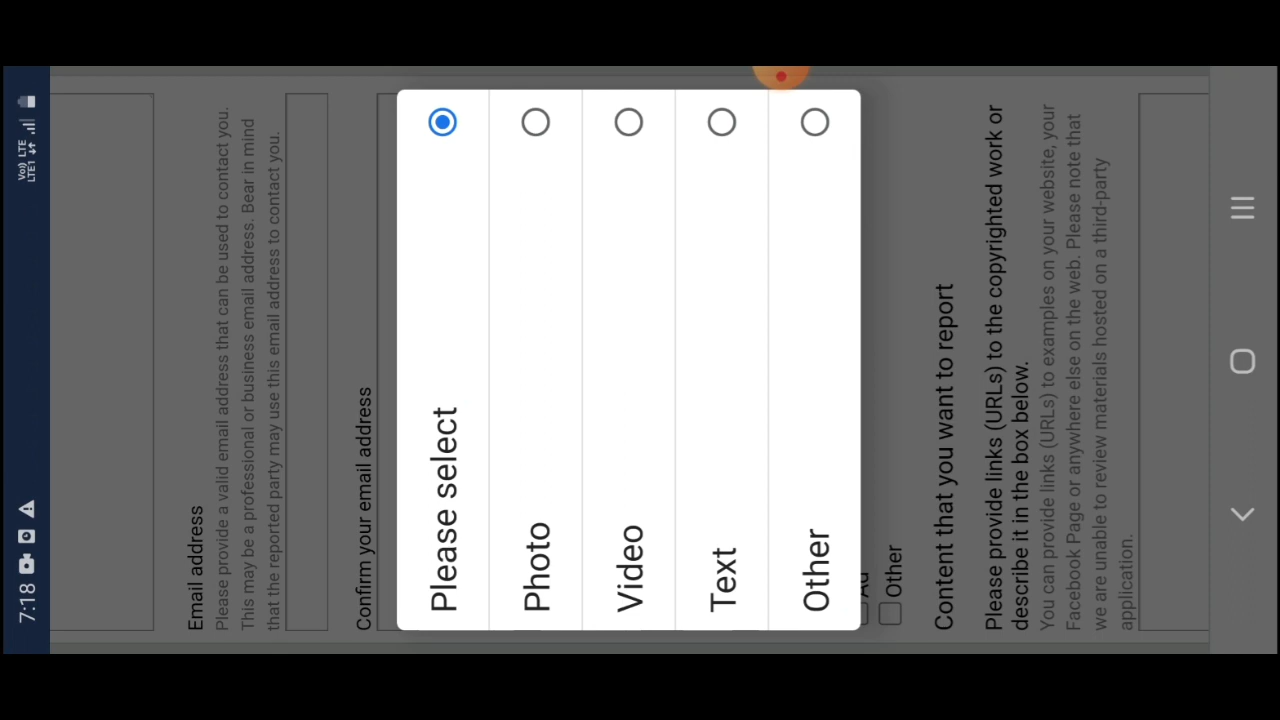 7:18
Vo) LTE
LTE1
Email address
Please provide a valid email address that can be used to contact you.
This may be a professional or business email address. Bear in mind
that the reported party may use this email address to contact you.
Confirm your email address
Please select
Photo
Video
Text
Other
Ad
Other
Content that you want to report
Please provide links (URLs) to the copyrighted work or
describe it in the box below.
You can provide links (URLs) to examples on your website, your
Facebook Page or anywhere else on the web. Please note that
we are unable to review materials hosted on a third-party
application.